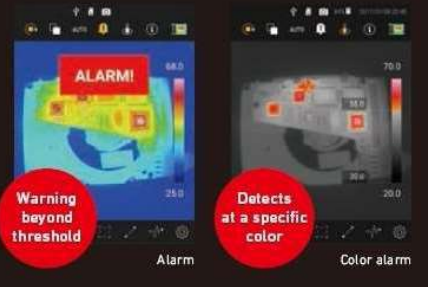 AUTO
68.0
ALARM!
25.0
Warning
beyond
threshold
Alarm
AUTO
70.0
20.0
Detects
at a specific
color
Color alarm